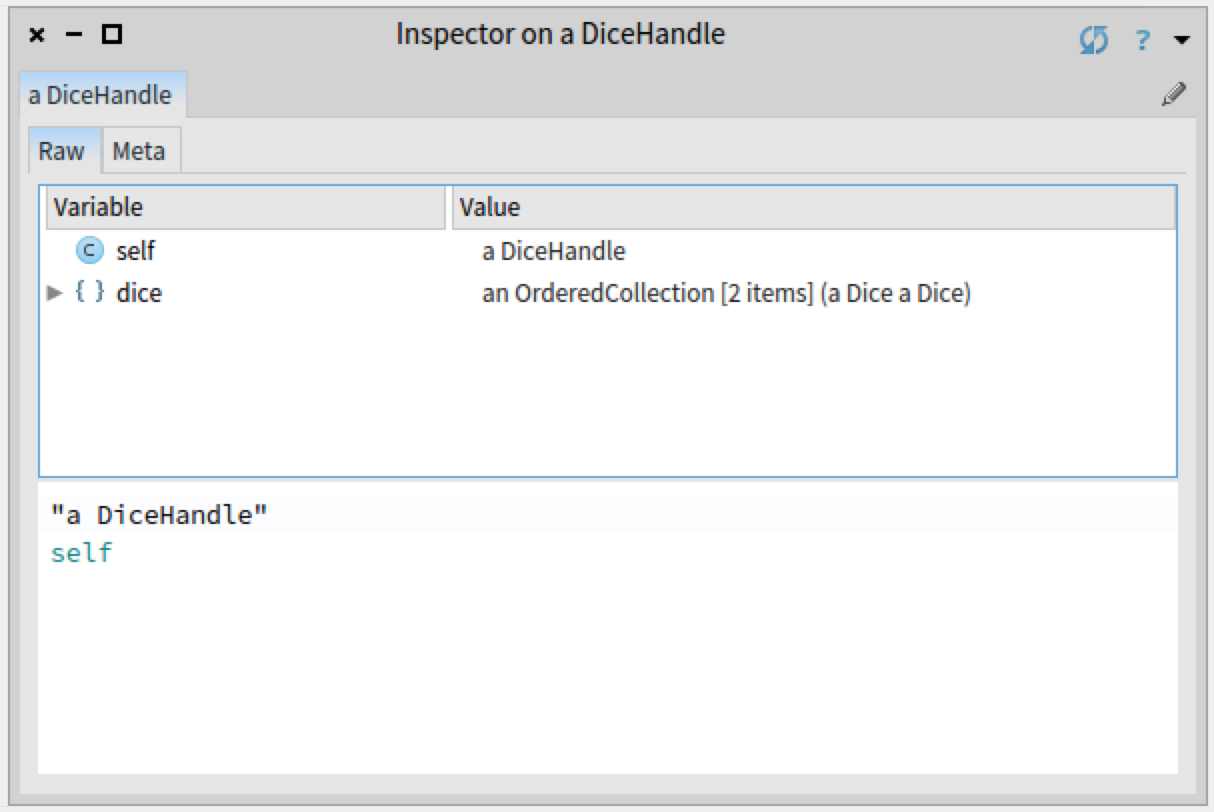 Inspector on a DiceHandle ?
a DiceHandle
Raw Meta
Variable Value
C self a DiceHandle
{ } dice an OrderedCollection [2 items] (a Dice a Dice)
"a DiceHandle"
self